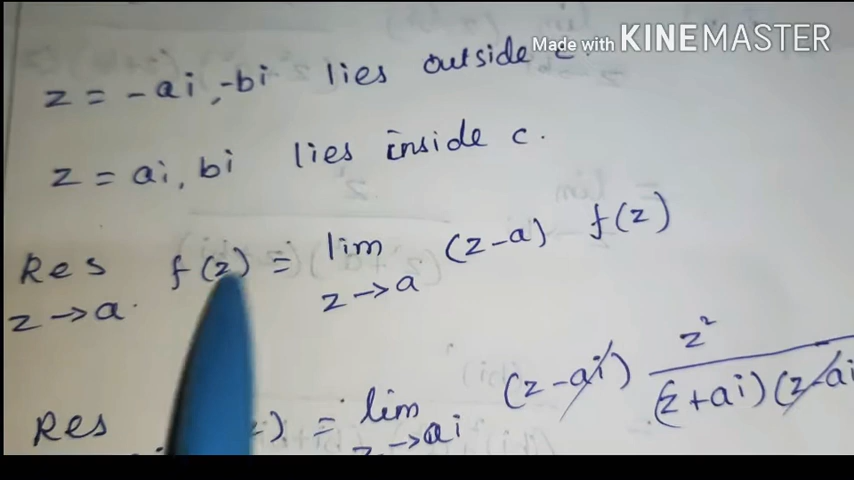 Made with KINEMASTER
z = -ai, -bi lies outside c.
z = ai, bi lies inside c.
Res f(z) = lim (z-a) f(z)
z→a. z→a
Res ) = lim (z-ai) z²
z→ai (z+ai)(z-ai